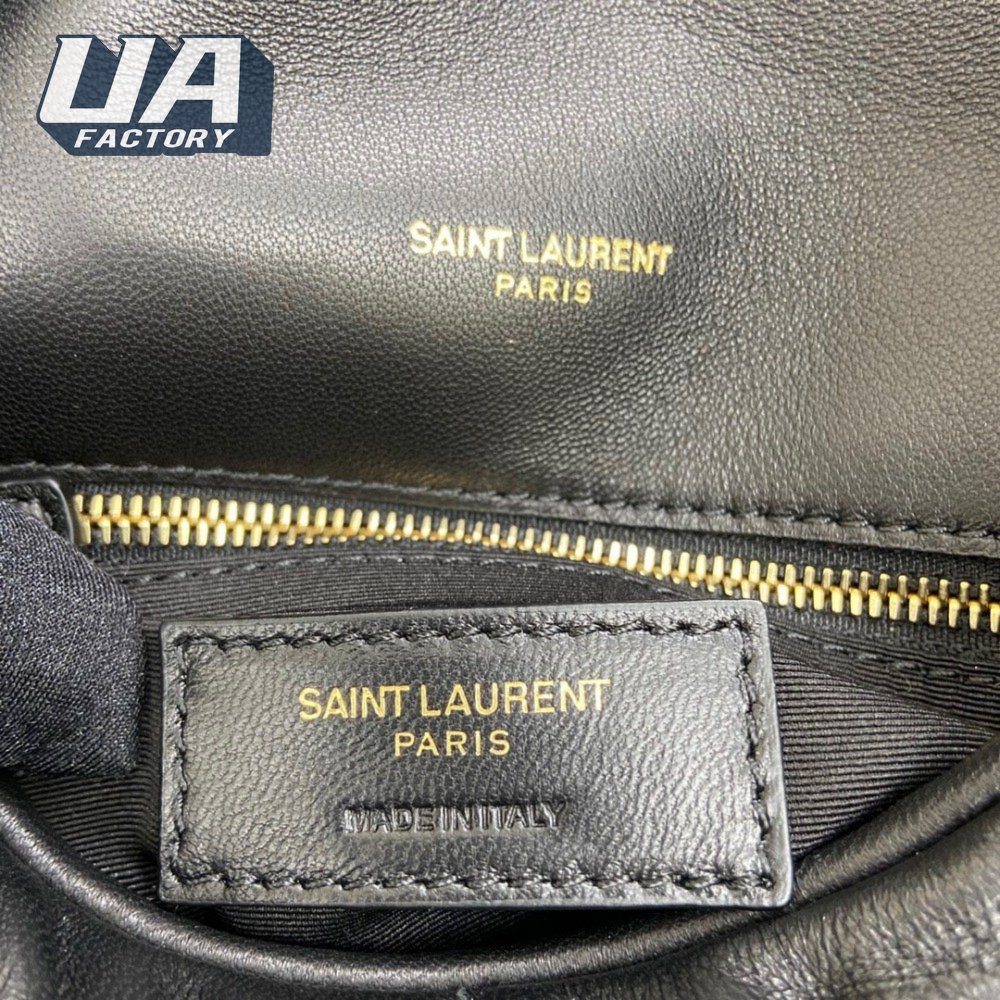 UA
FACTORY
SAINT LAURENT
PARIS
SAINT LAURENT
PARIS
MADE IN ITALY